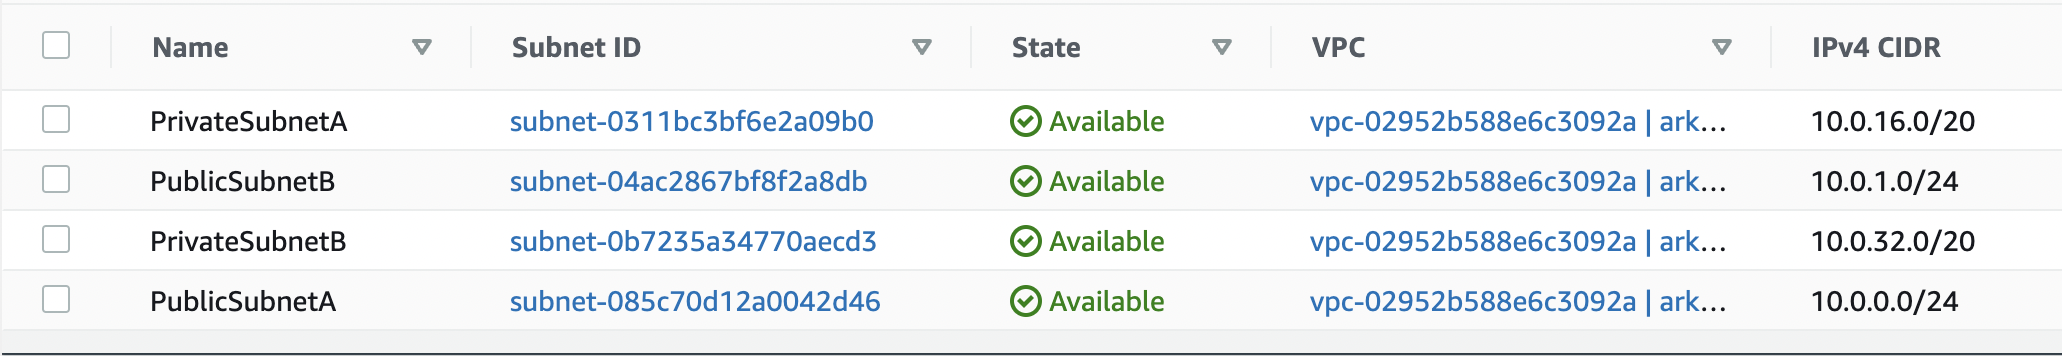 Name Subnet ID State VPC IPv4 CIDR
PrivateSubnetA subnet-0311bc3bf6e2a09b0 Available vpc-02952b588e6c3092a | ark... 10.0.16.0/20
PublicSubnetB subnet-04ac2867bf8f2a8db Available vpc-02952b588e6c3092a | ark... 10.0.1.0/24
PrivateSubnetB subnet-0b7235a34770aecd3 Available vpc-02952b588e6c3092a | ark... 10.0.32.0/20
PublicSubnetA subnet-085c70d12a0042d46 Available vpc-02952b588e6c3092a | ark... 10.0.0.0/24